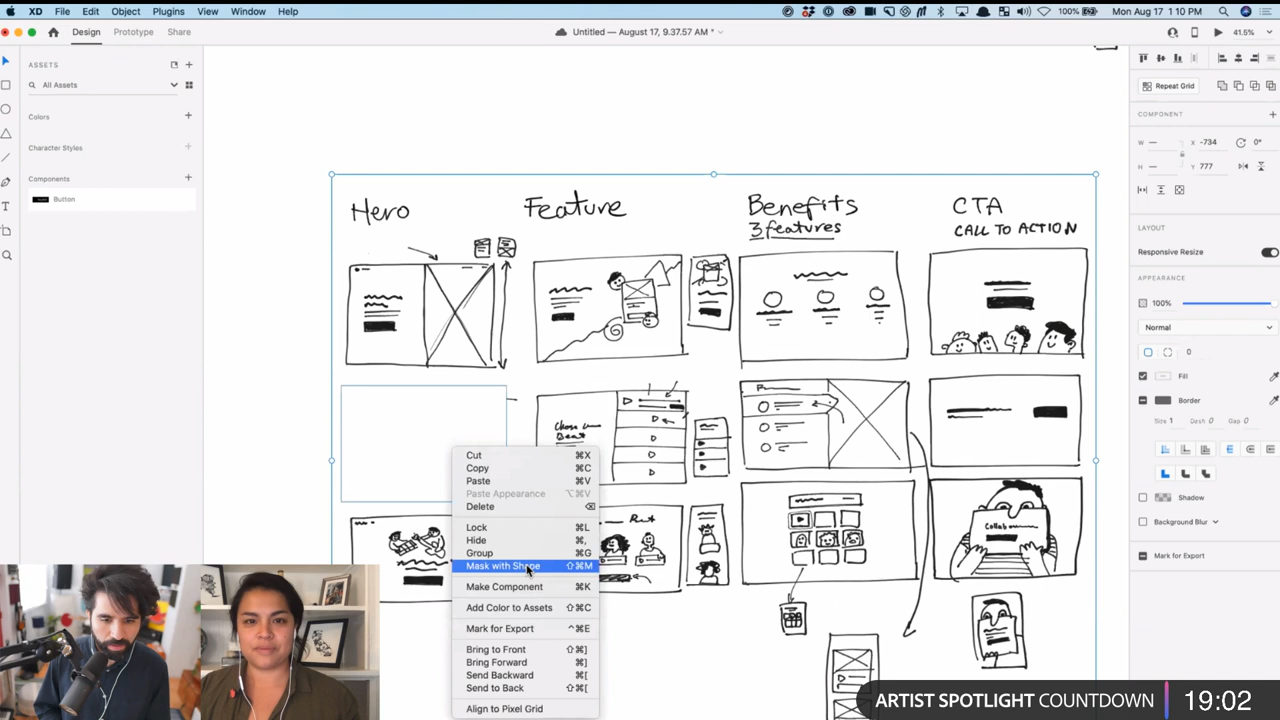 XD File Edit Object Plugins View Window Help
100% Mon Aug 17 1:10 PM
Design Prototype Share
Untitled — August 17, 9.37.57 AM *
41.5%
ASSETS
All Assets
Colors
Character Styles
Components
Button
Hero
Feature
Benefits
3 features
CTA
CALL TO ACTION
Collab
Cut ⌘X
Copy ⌘C
Paste ⌘V
Paste Appearance ⌥⌘V
Delete
Lock ⌘L
Hide ⌘,
Group ⌘G
Mask with Shape ⇧⌘M
Make Component ⌘K
Add Color to Assets ⇧⌘C
Mark for Export ^⌘E
Bring to Front ⇧⌘]
Bring Forward ⌘]
Send Backward ⌘[
Send to Back ⇧⌘[
Align to Pixel Grid
Repeat Grid
COMPONENT
W — X -734 0°
H — Y 777
LAYOUT
Responsive Resize
APPEARANCE
100%
Normal
0
Fill
Border
Size 1 Dash 0 Gap 0
Shadow
Background Blur
Mark for Export
ARTIST SPOTLIGHT COUNTDOWN 19:02